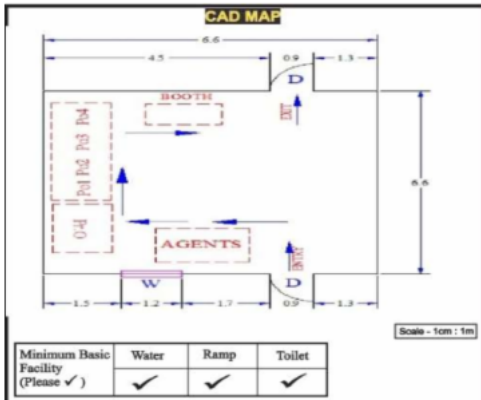 CAD MAP
6.6
4.5 0.9 1.3
D
BOOTH
EXIT
Po1 Po2 Po3 Po4
6.6
P.O
AGENTS
ENTRY
W D
1.5 1.2 1.7 0.9 1.3
Scale - 1cm : 1m
Minimum Basic Facility (Please ✓) Water Ramp Toilet
✓ ✓ ✓